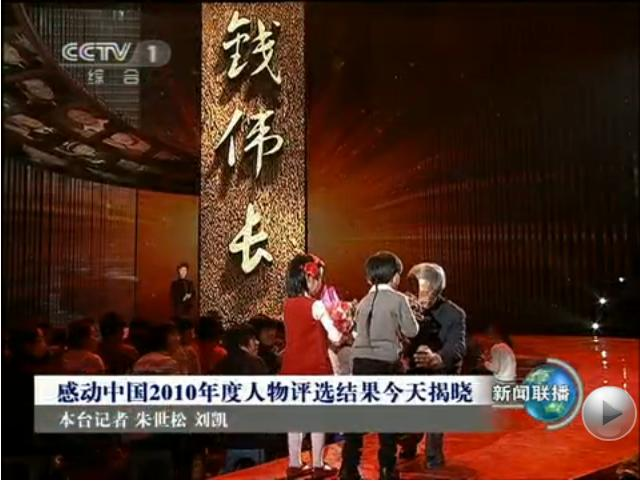 CCTV 1
综合
钱伟长
感动中国2010年度人物评选结果今天揭晓
新闻联播
本台记者 朱世松 刘凯